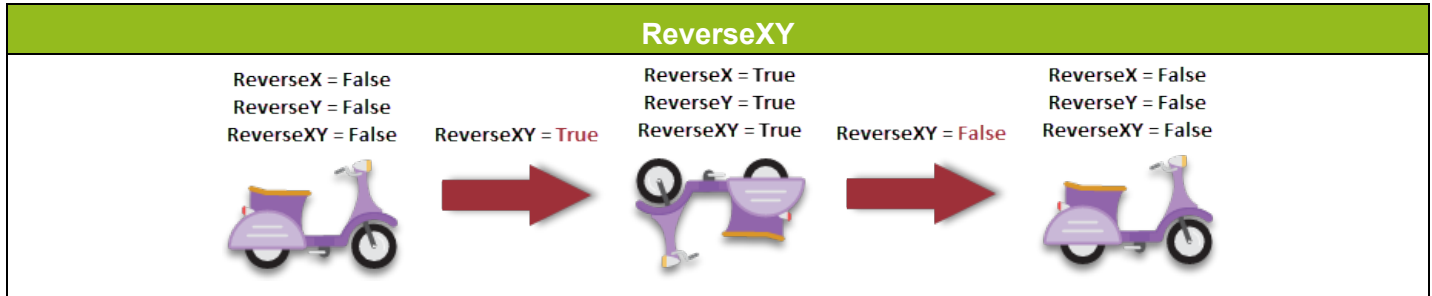 ReverseXY
ReverseX = False
ReverseY = False
ReverseXY = False
ReverseXY = True
ReverseX = True
ReverseY = True
ReverseXY = True
ReverseXY = False
ReverseX = False
ReverseY = False
ReverseXY = False